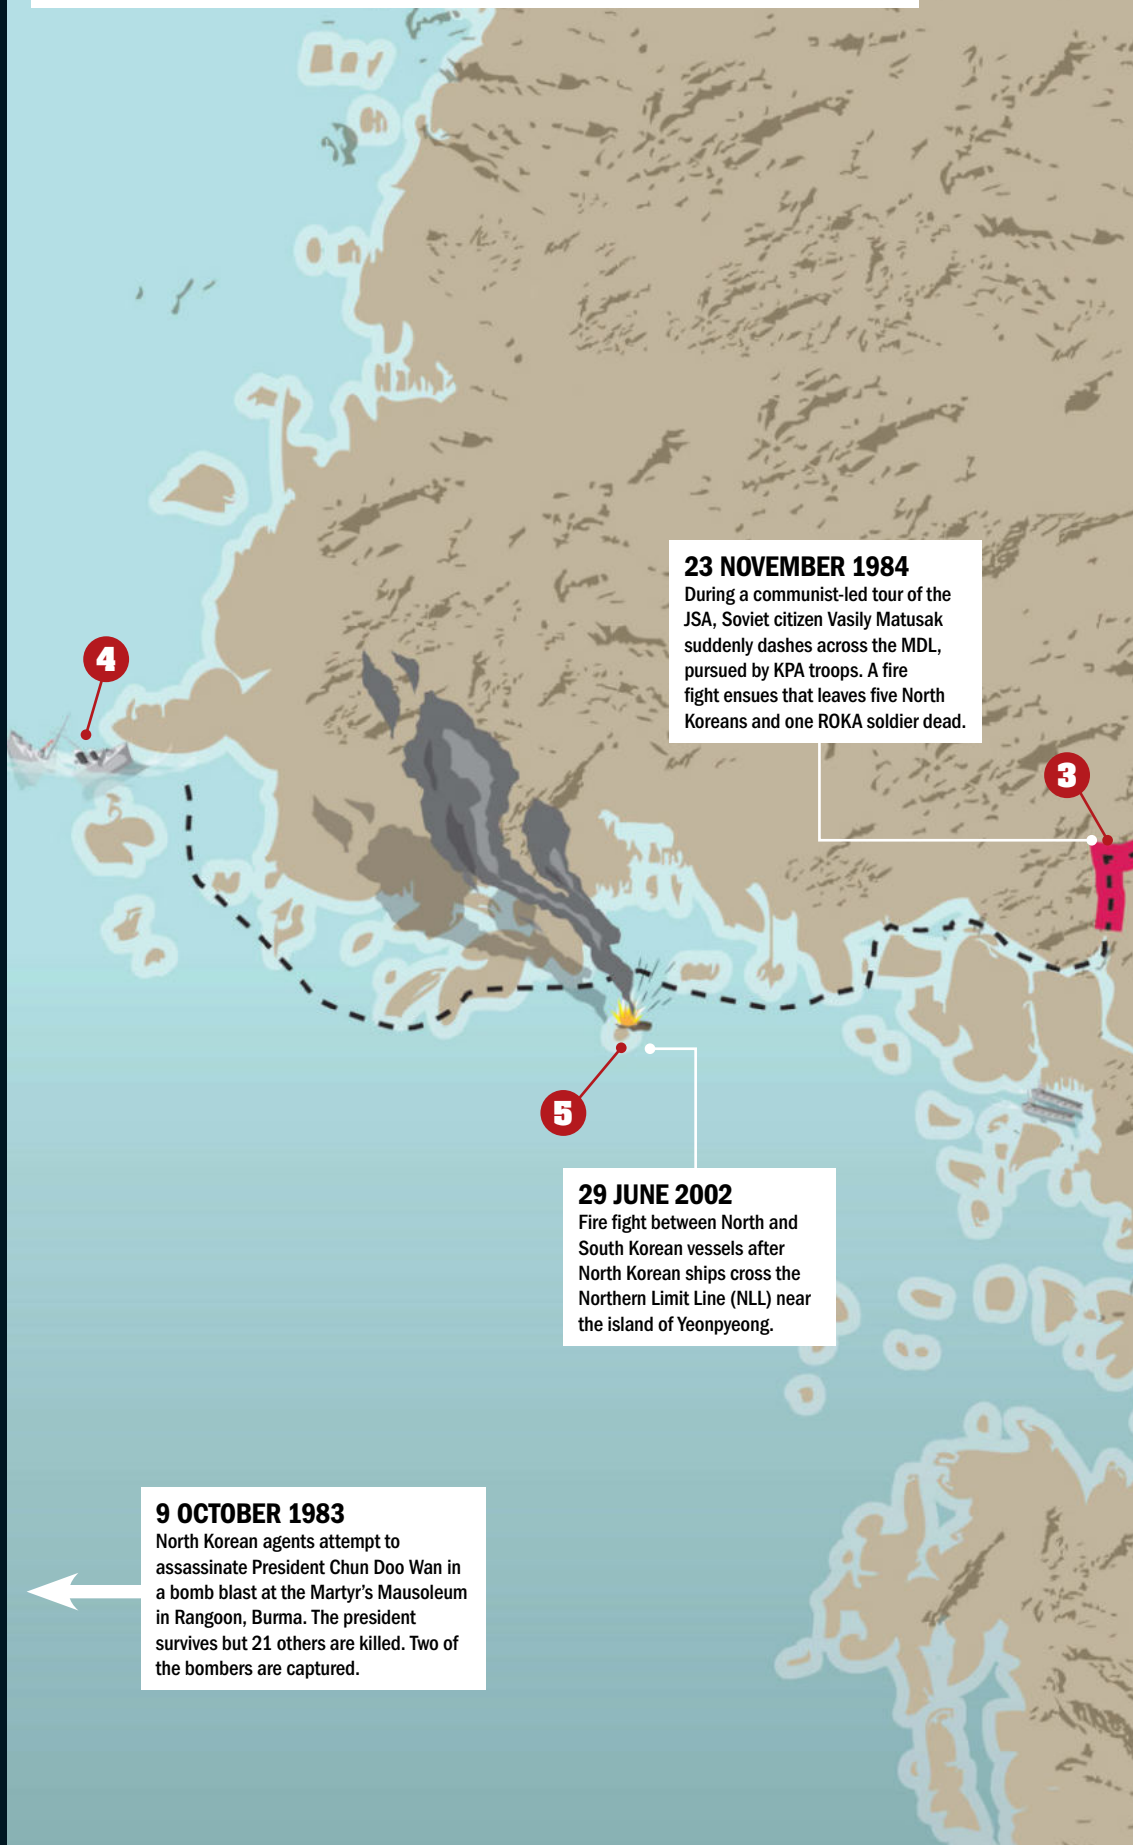 23 NOVEMBER 1984
During a communist-led tour of the
JSA, Soviet citizen Vasily Matusak
suddenly dashes across the MDL,
pursued by KPA troops. A fire
fight ensues that leaves five North
Koreans and one ROKA soldier dead.
4
3
5
29 JUNE 2002
Fire fight between North and
South Korean vessels after
North Korean ships cross the
Northern Limit Line (NLL) near
the island of Yeonpyeong.
9 OCTOBER 1983
North Korean agents attempt to
assassinate President Chun Doo Wan in
a bomb blast at the Martyr's Mausoleum
in Rangoon, Burma. The president
survives but 21 others are killed. Two of
the bombers are captured.